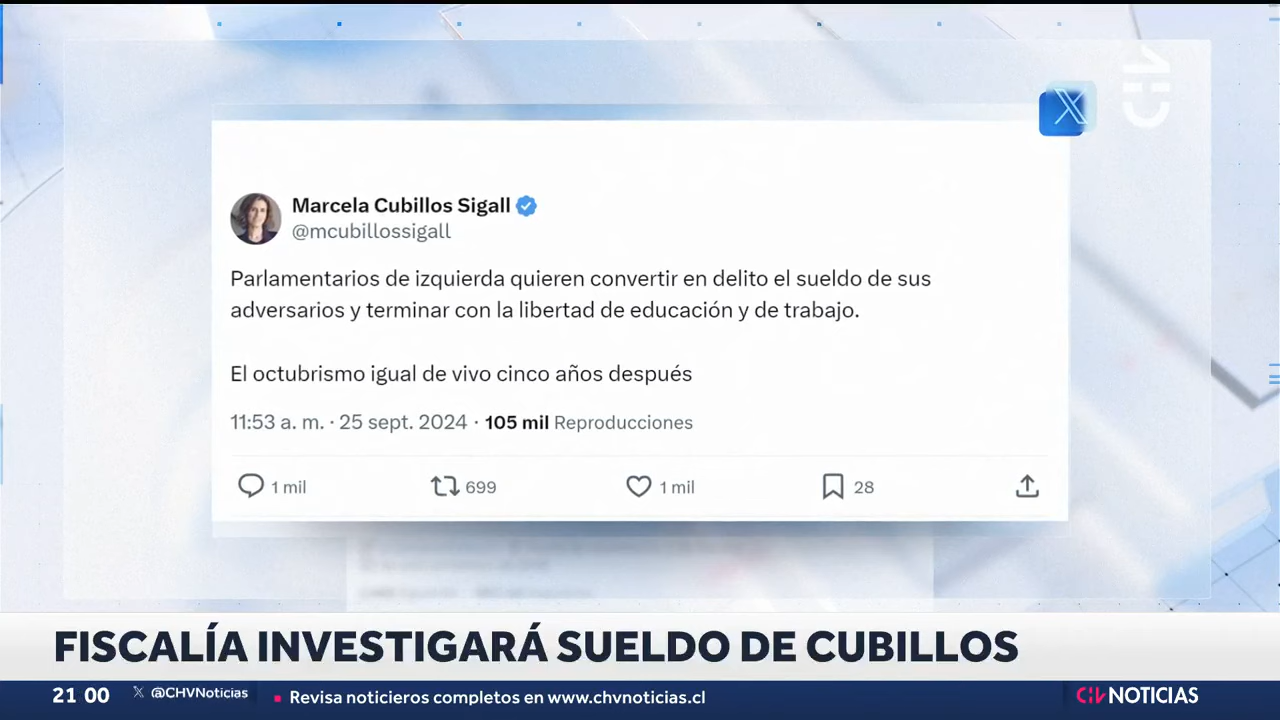 CHV
Marcela Cubillos Sigall
@mcubillossigall
Parlamentarios de izquierda quieren convertir en delito el sueldo de sus
adversarios y terminar con la libertad de educación y de trabajo.
El octubrismo igual de vivo cinco años después
11:53 a. m. · 25 sept. 2024 · 105 mil Reproducciones
1 mil 699 1 mil 28
FISCALÍA INVESTIGARÁ SUELDO DE CUBILLOS
21 00 @CHVNoticias Revisa noticieros completos en www.chvnoticias.cl CHV NOTICIAS